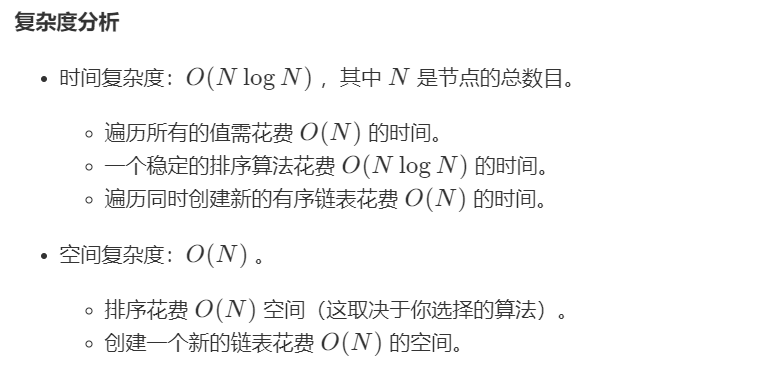 复杂度分析
• 时间复杂度：O(N log N) ，其中 N 是节点的总数目。
◦ 遍历所有的值需花费 O(N) 的时间。
◦ 一个稳定的排序算法花费 O(N log N) 的时间。
◦ 遍历同时创建新的有序链表花费 O(N) 的时间。
• 空间复杂度：O(N) 。
◦ 排序花费 O(N) 空间（这取决于你选择的算法）。
◦ 创建一个新的链表花费 O(N) 的空间。